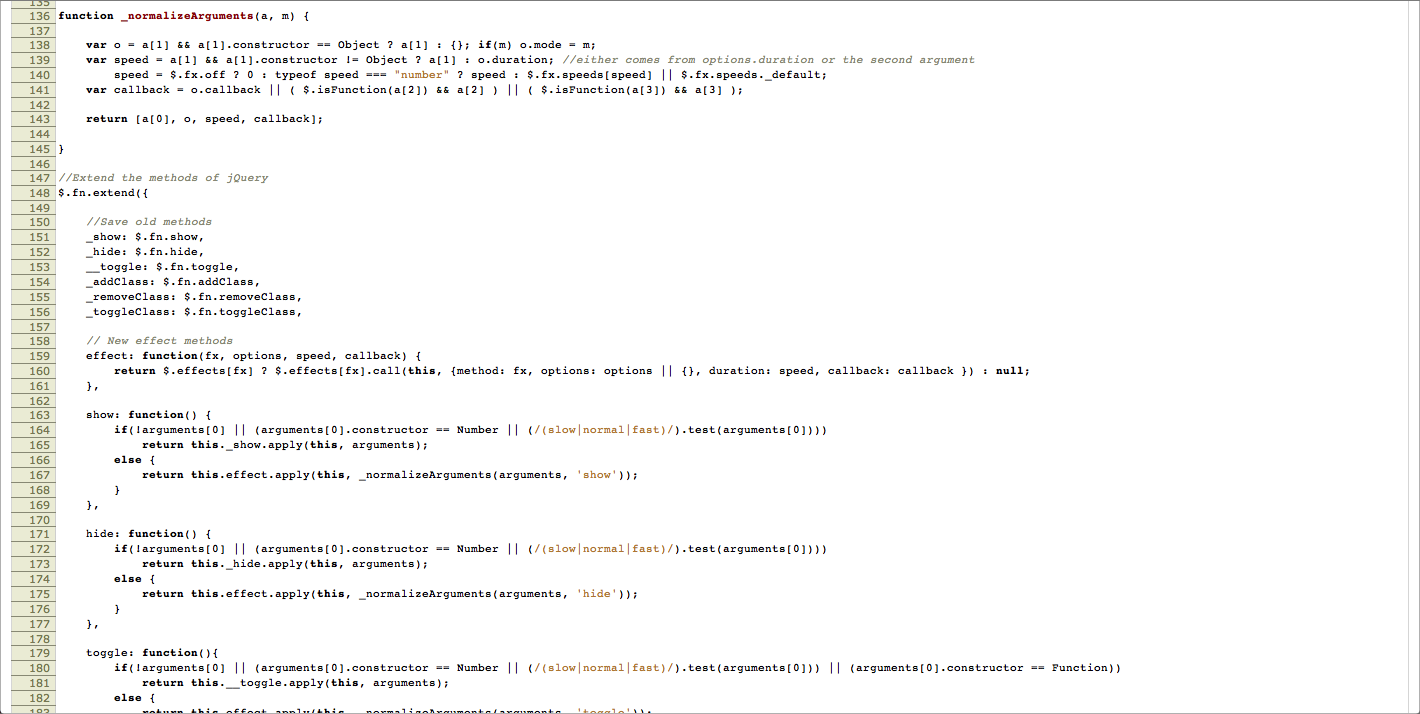 135
136 function _normalizeArguments(a, m) {
137
138     var o = a[1] && a[1].constructor == Object ? a[1] : {}; if(m) o.mode = m;
139     var speed = a[1] && a[1].constructor != Object ? a[1] : o.duration; //either comes from options.duration or the second argument
140         speed = $.fx.off ? 0 : typeof speed === "number" ? speed : $.fx.speeds[speed] || $.fx.speeds._default;
141     var callback = o.callback || ( $.isFunction(a[2]) && a[2] ) || ( $.isFunction(a[3]) && a[3] );
142
143     return [a[0], o, speed, callback];
144
145 }
146
147 //Extend the methods of jQuery
148 $.fn.extend({
149
150     //Save old methods
151     _show: $.fn.show,
152     _hide: $.fn.hide,
153     __toggle: $.fn.toggle,
154     _addClass: $.fn.addClass,
155     _removeClass: $.fn.removeClass,
156     _toggleClass: $.fn.toggleClass,
157
158     // New effect methods
159     effect: function(fx, options, speed, callback) {
160         return $.effects[fx] ? $.effects[fx].call(this, {method: fx, options: options || {}, duration: speed, callback: callback }) : null;
161     },
162
163     show: function() {
164         if(!arguments[0] || (arguments[0].constructor == Number || (/(slow|normal|fast)/).test(arguments[0])))
165             return this._show.apply(this, arguments);
166         else {
167             return this.effect.apply(this, _normalizeArguments(arguments, 'show'));
168         }
169     },
170
171     hide: function() {
172         if(!arguments[0] || (arguments[0].constructor == Number || (/(slow|normal|fast)/).test(arguments[0])))
173             return this._hide.apply(this, arguments);
174         else {
175             return this.effect.apply(this, _normalizeArguments(arguments, 'hide'));
176         }
177     },
178
179     toggle: function(){
180         if(!arguments[0] || (arguments[0].constructor == Number || (/(slow|normal|fast)/).test(arguments[0])) || (arguments[0].constructor == Function))
181             return this.__toggle.apply(this, arguments);
182         else {
183             return this.effect.apply(this, _normalizeArguments(arguments, 'toggle'));